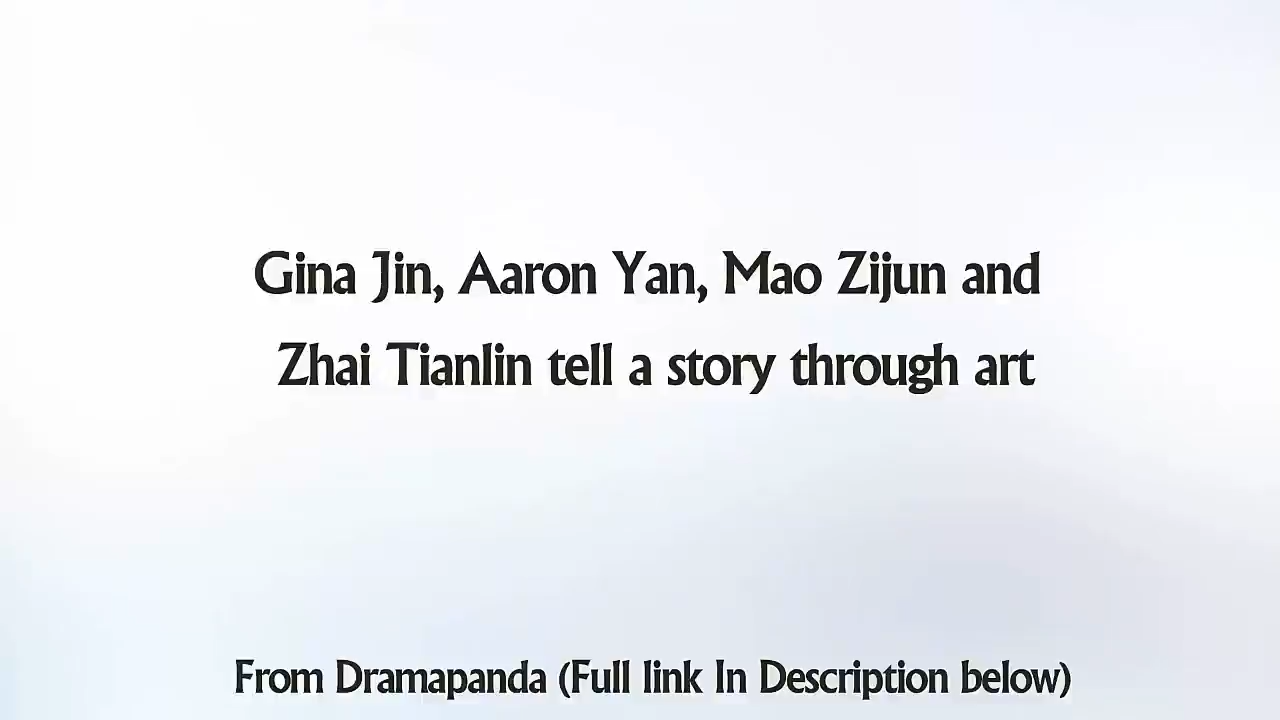 Gina Jin, Aaron Yan, Mao Zijun and
Zhai Tianlin tell a story through art
From Dramapanda (Full link In Description below)